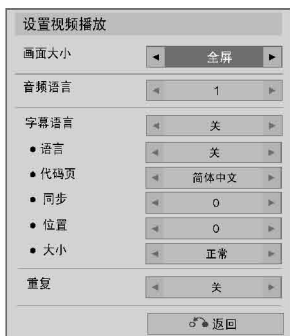 设置视频播放
画面大小 ◄ 全屏 ►
音频语言 ◄ 1 ►
字幕语言 ◄ 关 ►
● 语言 ◄ 关 ►
● 代码页 ◄ 简体中文 ►
● 同步 ◄ 0 ►
● 位置 ◄ 0 ►
● 大小 ◄ 正常 ►
重复 ◄ 关 ►
返回